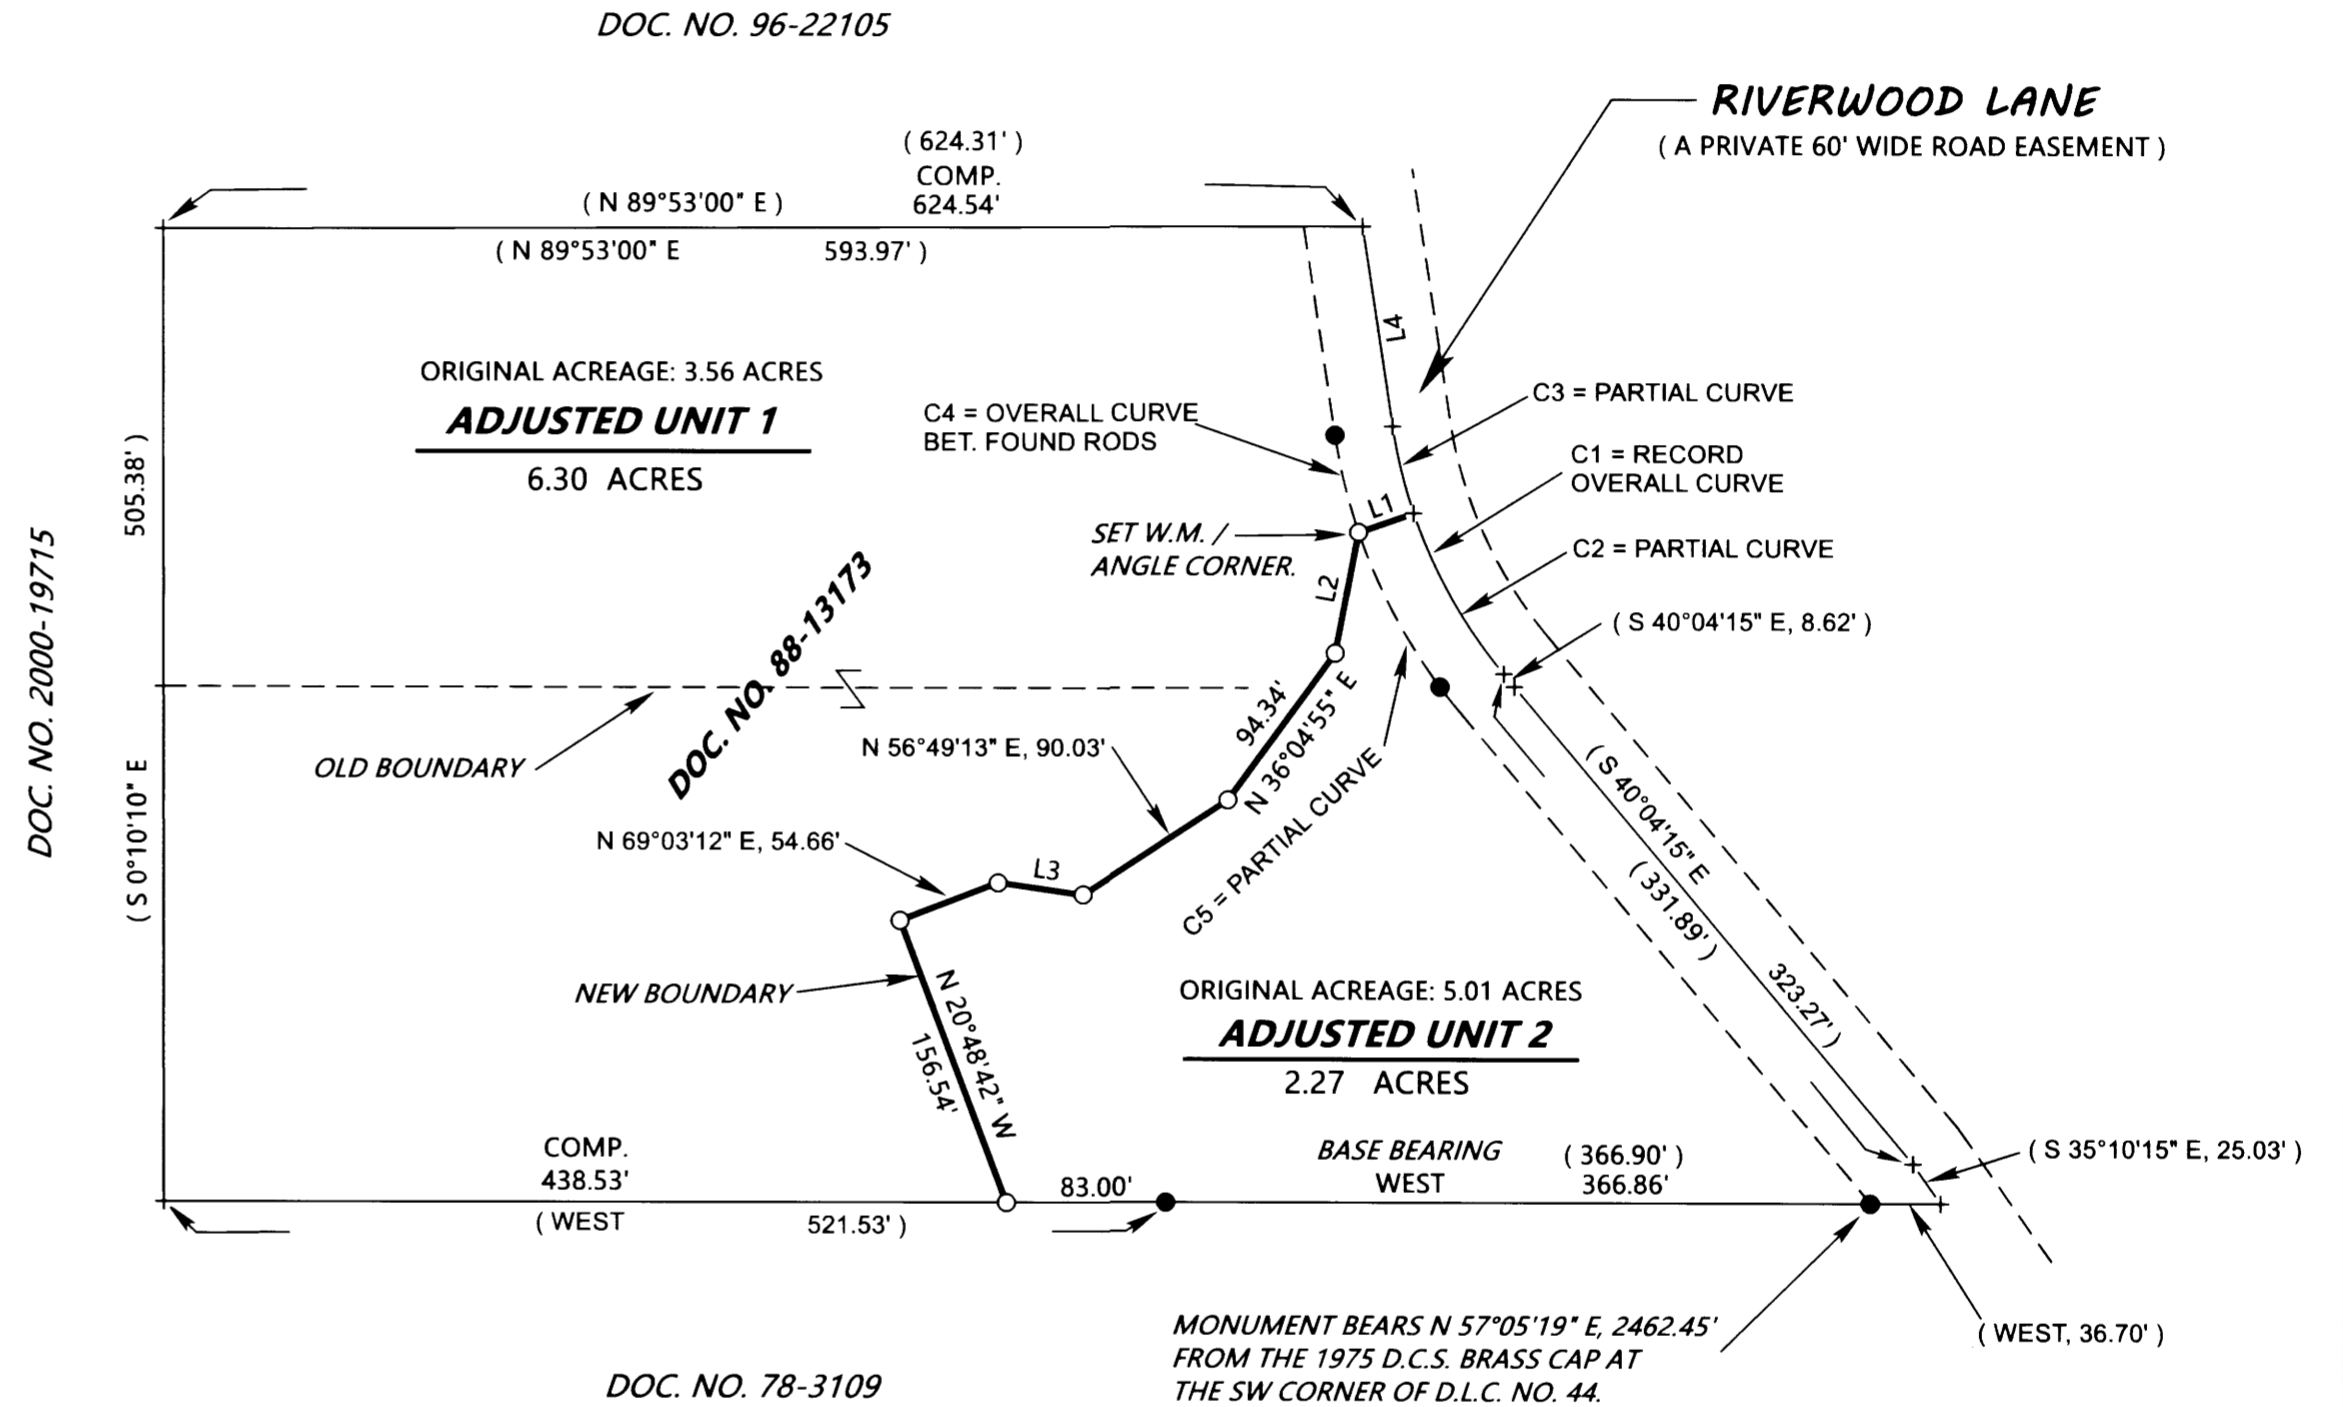 DOC. NO. 96-22105
RIVERWOOD LANE
( A PRIVATE 60' WIDE ROAD EASEMENT )
( 624.31' )
COMP.
624.54'
( N 89°53'00" E )
( N 89°53'00" E 593.97' )
L4
ORIGINAL ACREAGE: 3.56 ACRES
ADJUSTED UNIT 1
6.30 ACRES
C4 = OVERALL CURVE
BET. FOUND RODS
C3 = PARTIAL CURVE
C1 = RECORD
OVERALL CURVE
C2 = PARTIAL CURVE
L1
SET W.M. /
ANGLE CORNER.
L2
( S 40°04'15" E, 8.62' )
DOC. NO. 2000-19715
( S 0°10'10" E 505.38' )
DOC. NO. 88-13173
OLD BOUNDARY
94.34'
N 36°04'55" E
N 56°49'13" E, 90.03'
C5 = PARTIAL CURVE
( S 40°04'15" E
( 331.89' )
323.27' )
N 69°03'12" E, 54.66'
L3
NEW BOUNDARY
N 20°48'42" W
156.54'
ORIGINAL ACREAGE: 5.01 ACRES
ADJUSTED UNIT 2
2.27 ACRES
COMP.
438.53'
( WEST 521.53' )
83.00'
BASE BEARING ( 366.90' )
WEST 366.86'
( S 35°10'15" E, 25.03' )
( WEST, 36.70' )
MONUMENT BEARS N 57°05'19" E, 2462.45'
FROM THE 1975 D.C.S. BRASS CAP AT
THE SW CORNER OF D.L.C. NO. 44.
DOC. NO. 78-3109